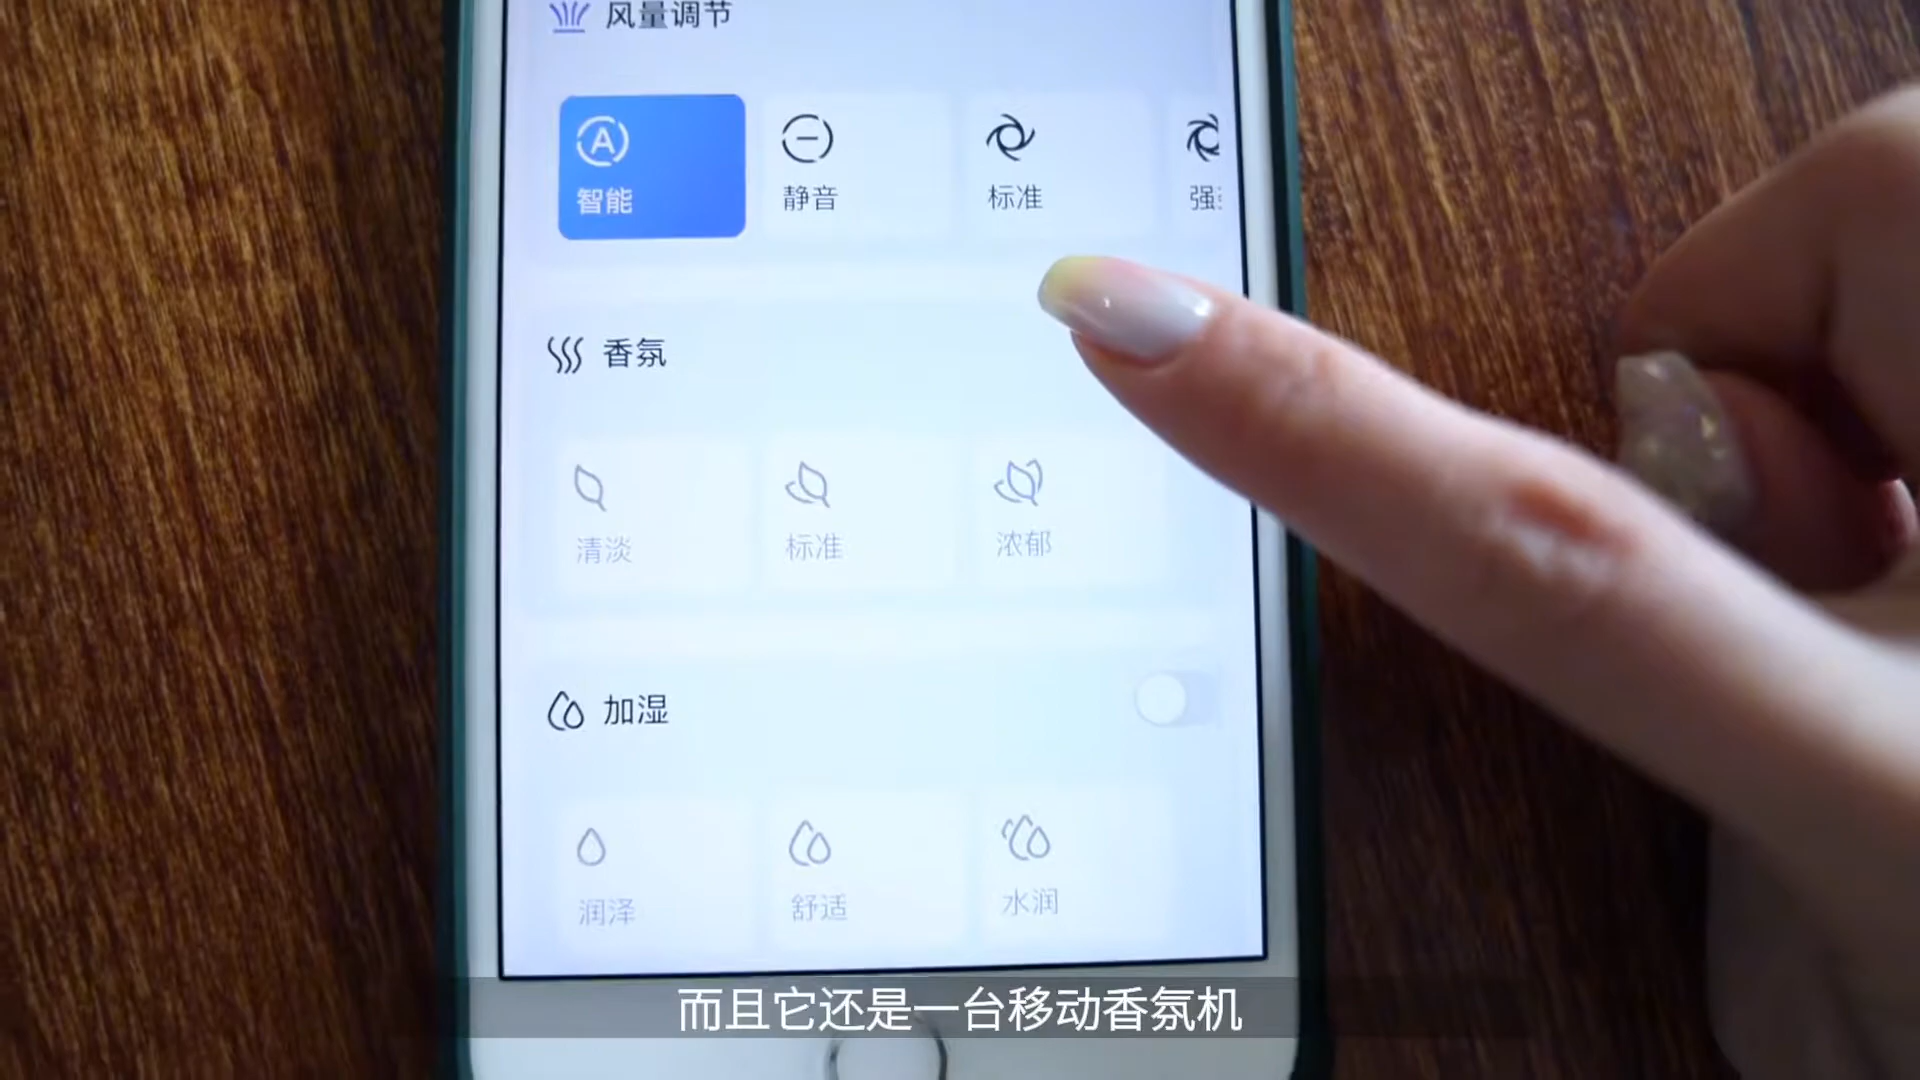 风量调节
智能
静音
标准
强
香氛
清淡
标准
浓郁
加湿
润泽
舒适
水润
而且它还是一台移动香氛机